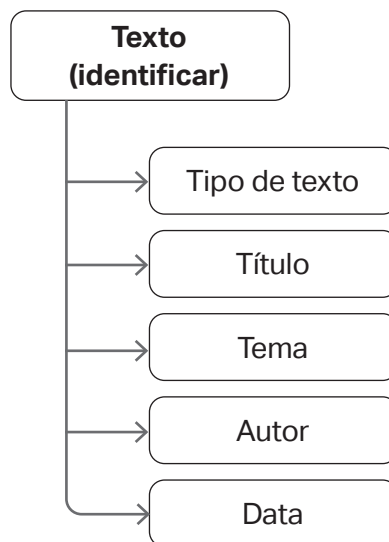 Texto
(identificar)
Tipo de texto
Título
Tema
Autor
Data